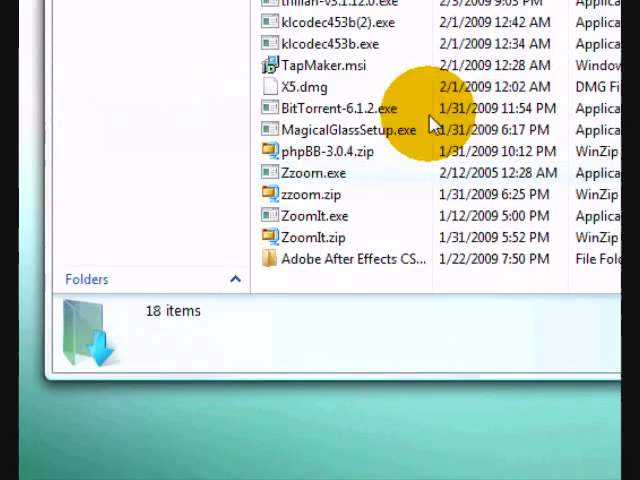 trillian-v3.1.12.0.exe 2/5/2009 9:03 PM Applica
klcodec453b(2).exe 2/1/2009 12:42 AM Applica
klcodec453b.exe 2/1/2009 12:34 AM Applica
TapMaker.msi 2/1/2009 12:28 AM Window
X5.dmg 2/1/2009 12:02 AM DMG Fi
BitTorrent-6.1.2.exe 1/31/2009 11:54 PM Applica
MagicalGlassSetup.exe 1/31/2009 6:17 PM Applica
phpBB-3.0.4.zip 1/31/2009 10:12 PM WinZip
Zzoom.exe 2/12/2005 12:28 AM Applica
zzoom.zip 1/31/2009 6:25 PM WinZip
ZoomIt.exe 1/12/2009 5:00 PM Applica
ZoomIt.zip 1/31/2009 5:52 PM WinZip
Adobe After Effects CS... 1/22/2009 7:50 PM File Fold
Folders
18 items